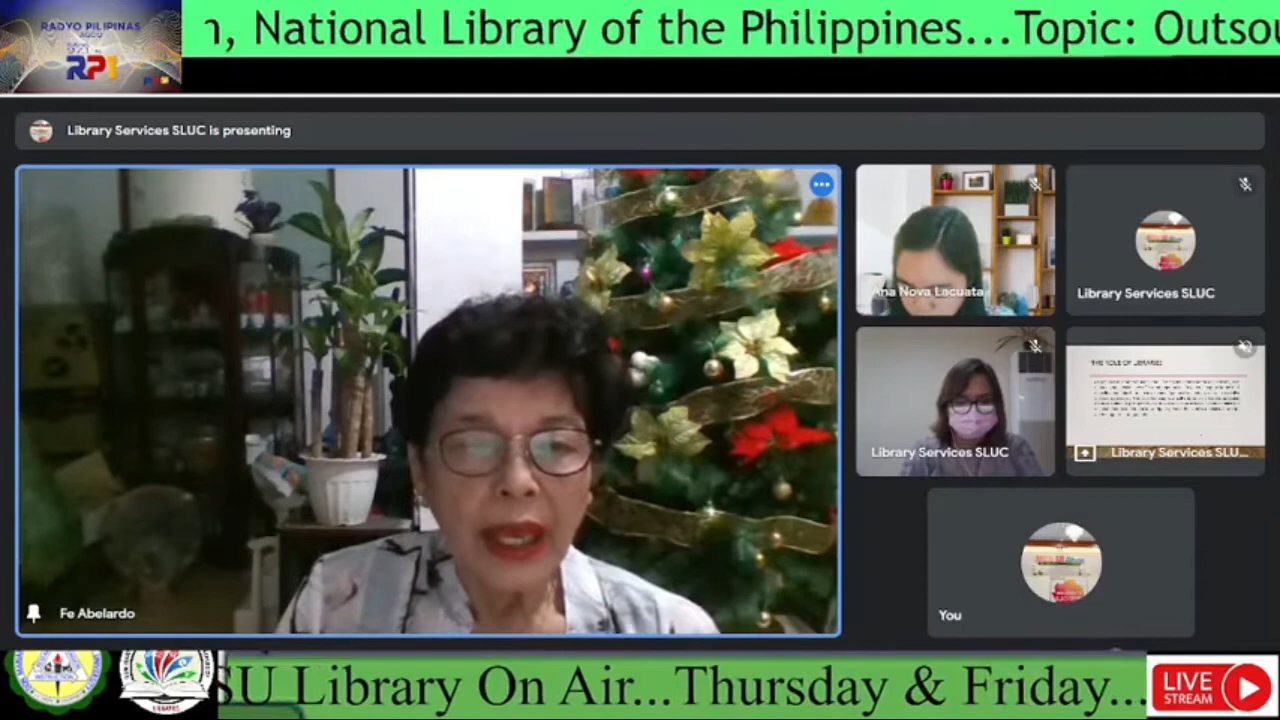 RADYO PILIPINAS
RP1
, National Library of the Philippines...Topic: Outsou
Library Services SLUC is presenting
Ana Nova Lacuata
Library Services SLUC
Library Services SLUC
THE ROLE OF LIBRARIES
Library Services SLU...
Fe Abelardo
You
SU Library On Air...Thursday & Friday...
LIVE
STREAM